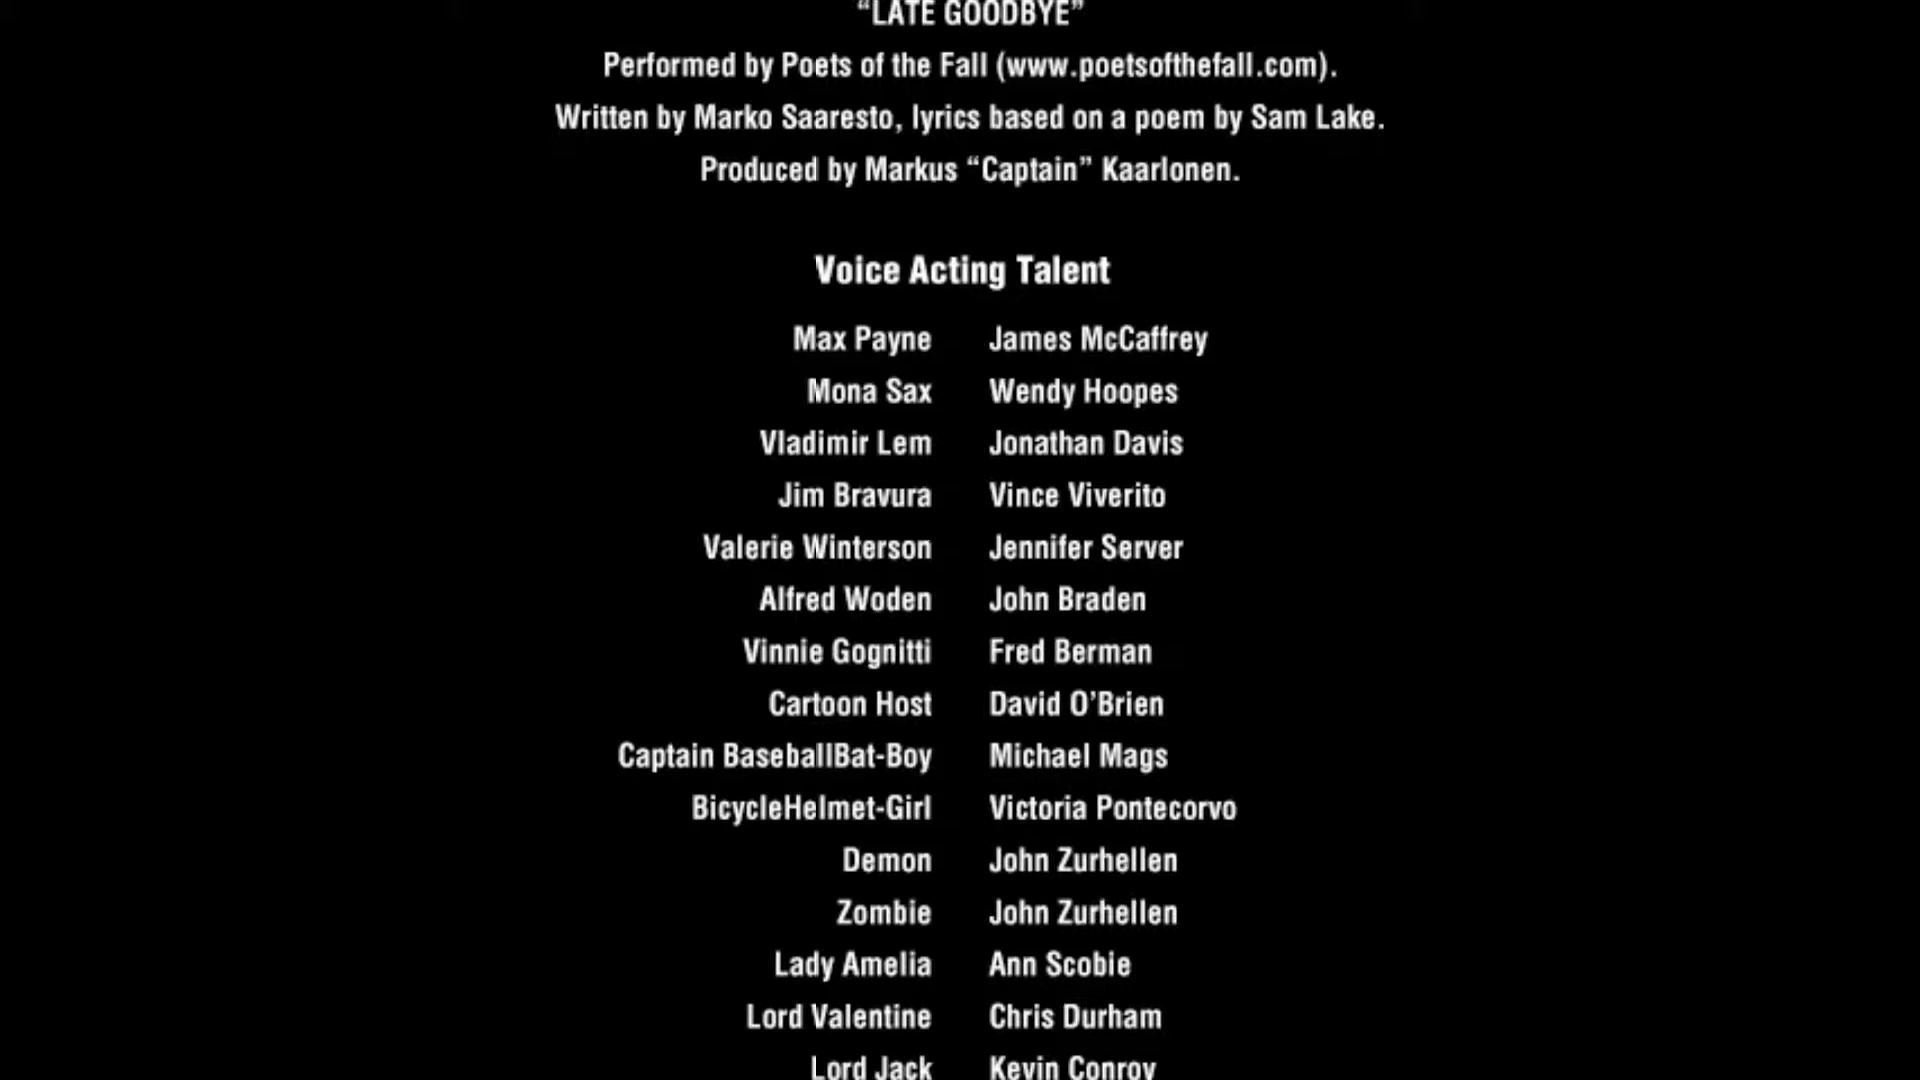 “LATE GOODBYE”
Performed by Poets of the Fall (www.poetsofthefall.com).
Written by Marko Saaresto, lyrics based on a poem by Sam Lake.
Produced by Markus “Captain” Kaarlonen.
Voice Acting Talent
Max Payne James McCaffrey
Mona Sax Wendy Hoopes
Vladimir Lem Jonathan Davis
Jim Bravura Vince Viverito
Valerie Winterson Jennifer Server
Alfred Woden John Braden
Vinnie Gognitti Fred Berman
Cartoon Host David O’Brien
Captain BaseballBat-Boy Michael Mags
BicycleHelmet-Girl Victoria Pontecorvo
Demon John Zurhellen
Zombie John Zurhellen
Lady Amelia Ann Scobie
Lord Valentine Chris Durham
Lord Jack Kevin Conroy